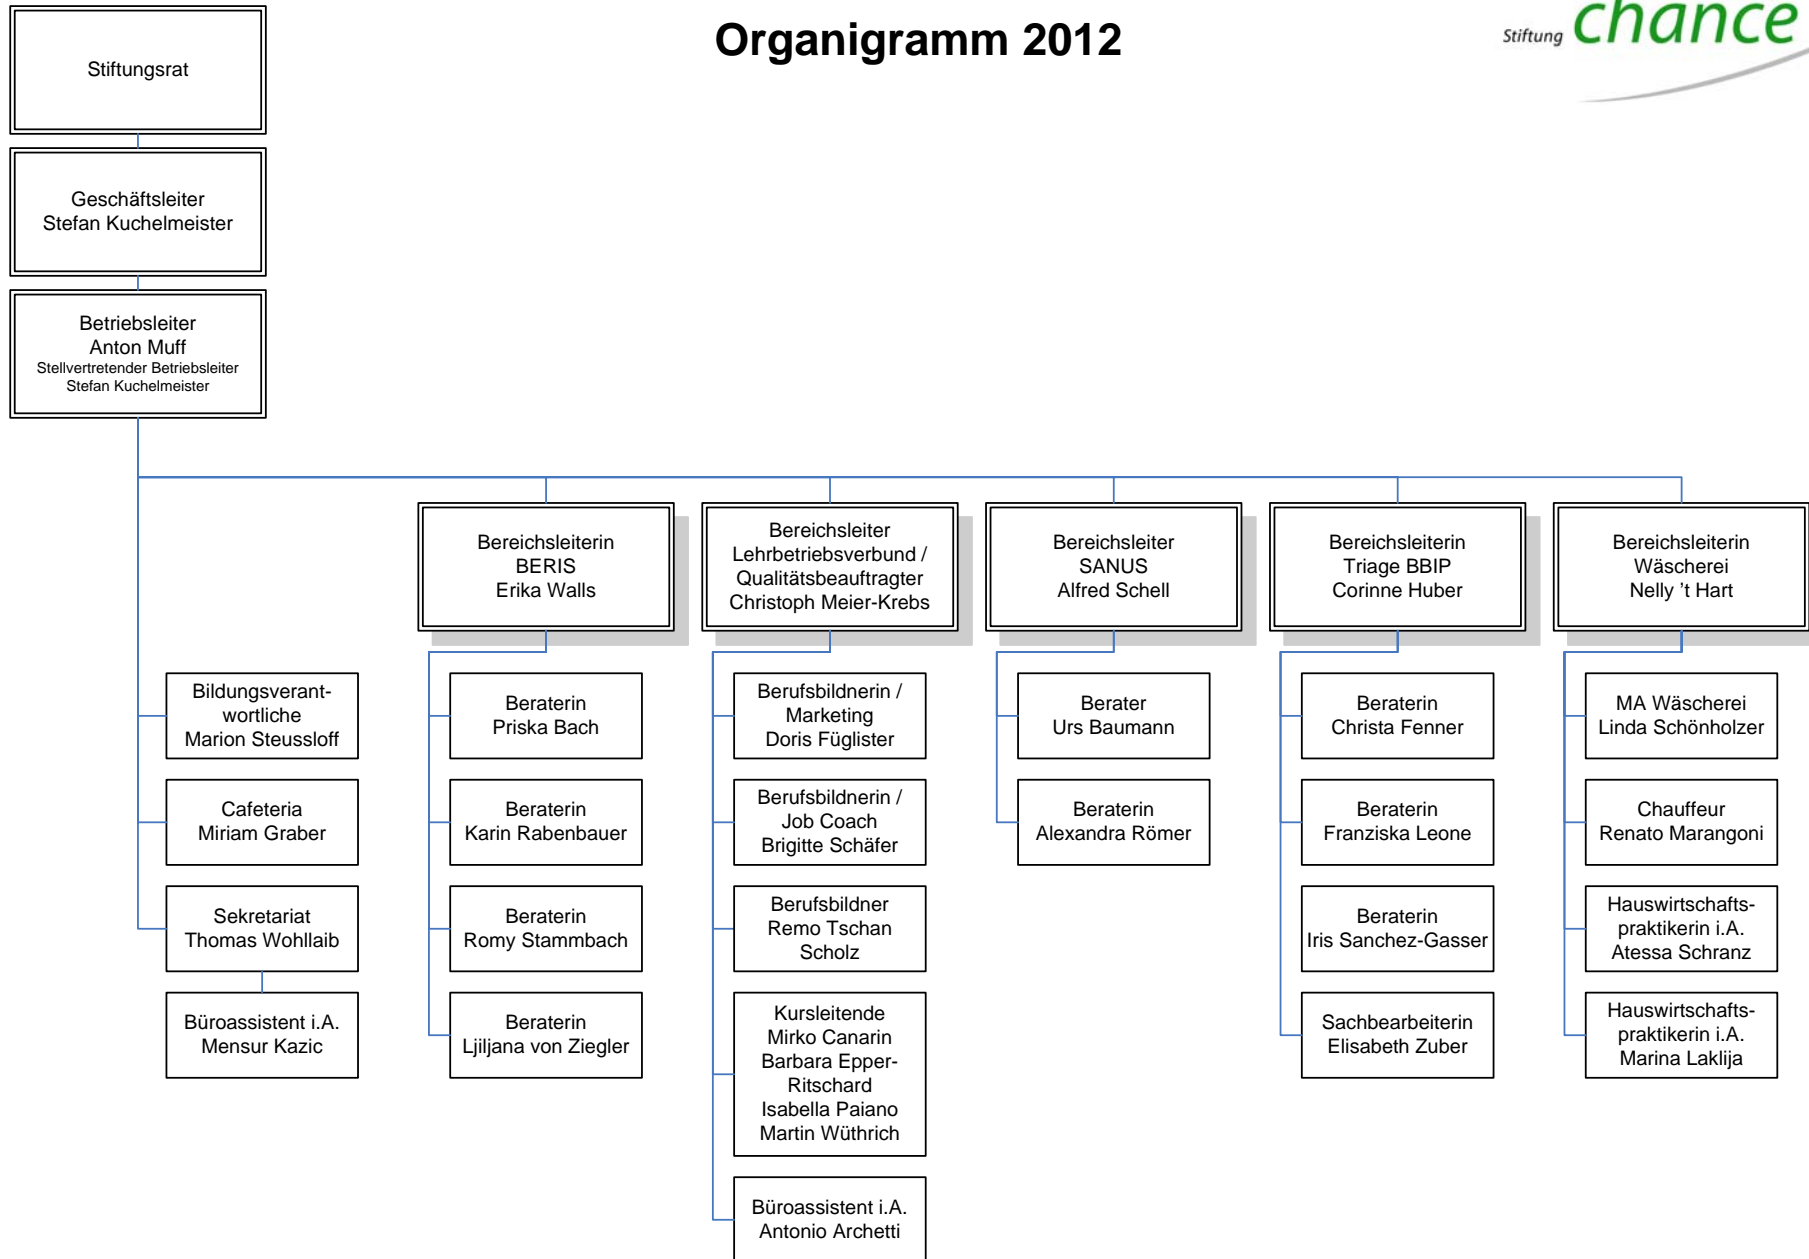 Organigramm 2012
Stiftung chance
Stiftungsrat
Geschäftsleiter
Stefan Kuchelmeister
Betriebsleiter
Anton Muff
Stellvertretender Betriebsleiter
Stefan Kuchelmeister
Bereichsleiterin
BERIS
Erika Walls
Bereichsleiter
Lehrbetriebsverbund /
Qualitätsbeauftragter
Christoph Meier-Krebs
Bereichsleiter
SANUS
Alfred Schell
Bereichsleiterin
Triage BBIP
Corinne Huber
Bereichsleiterin
Wäscherei
Nelly ’t Hart
Bildungsverant-
wortliche
Marion Steussloff
Cafeteria
Miriam Graber
Sekretariat
Thomas Wohllaib
Büroassistent i.A.
Mensur Kazic
Beraterin
Priska Bach
Beraterin
Karin Rabenbauer
Beraterin
Romy Stammbach
Beraterin
Ljiljana von Ziegler
Berufsbildnerin /
Marketing
Doris Füglister
Berufsbildnerin /
Job Coach
Brigitte Schäfer
Berufsbildner
Remo Tschan
Scholz
Kursleitende
Mirko Canarin
Barbara Epper-
Ritschard
Isabella Paiano
Martin Wüthrich
Büroassistent i.A.
Antonio Archetti
Berater
Urs Baumann
Beraterin
Alexandra Römer
Beraterin
Christa Fenner
Beraterin
Franziska Leone
Beraterin
Iris Sanchez-Gasser
Sachbearbeiterin
Elisabeth Zuber
MA Wäscherei
Linda Schönholzer
Chauffeur
Renato Marangoni
Hauswirtschafts-
praktikerin i.A.
Atessa Schranz
Hauswirtschafts-
praktikerin i.A.
Marina Laklija